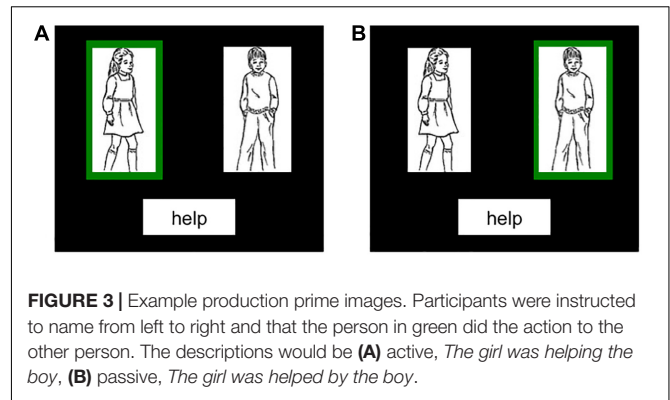 A
B
help
help
FIGURE 3 | Example production prime images. Participants were instructed
to name from left to right and that the person in green did the action to the
other person. The descriptions would be (A) active, The girl was helping the
boy, (B) passive, The girl was helped by the boy.